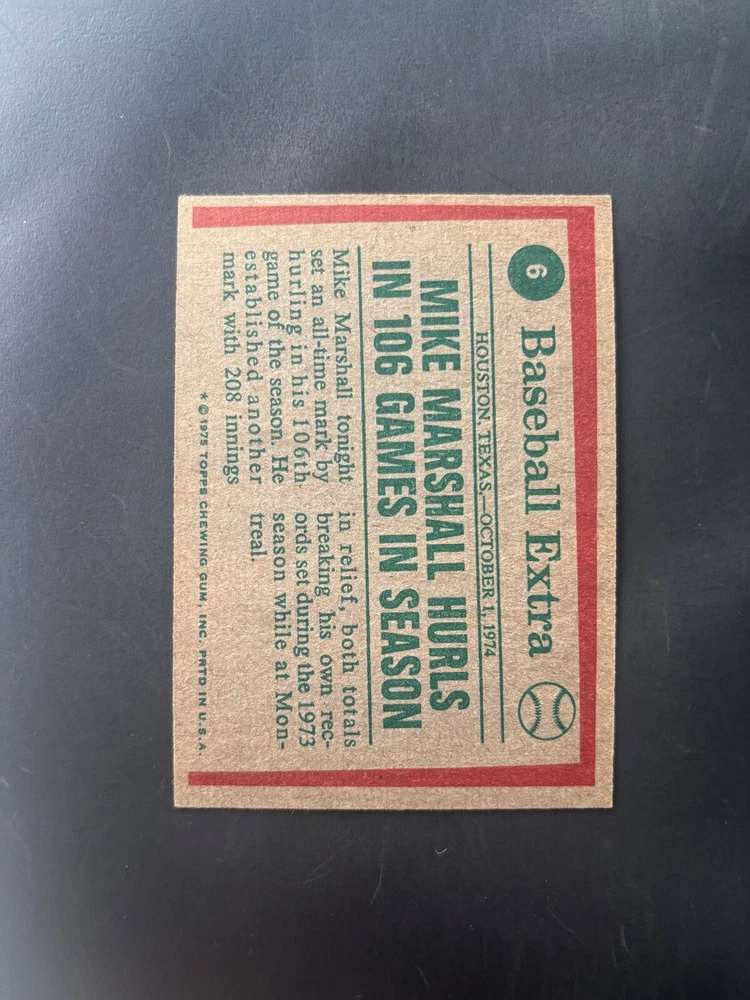 6
Baseball Extra
HOUSTON, TEXAS,—OCTOBER 1, 1974
MIKE MARSHALL HURLS
IN 106 GAMES IN SEASON
Mike Marshall tonight
set an all-time mark by
hurling in his 106th
game of the season. He
established another
mark with 208 innings
in relief, both totals
breaking his own rec-
ords set during the 1973
season while at Mon-
treal.
* © 1975 TOPPS CHEWING GUM, INC. PRTD IN U.S.A.